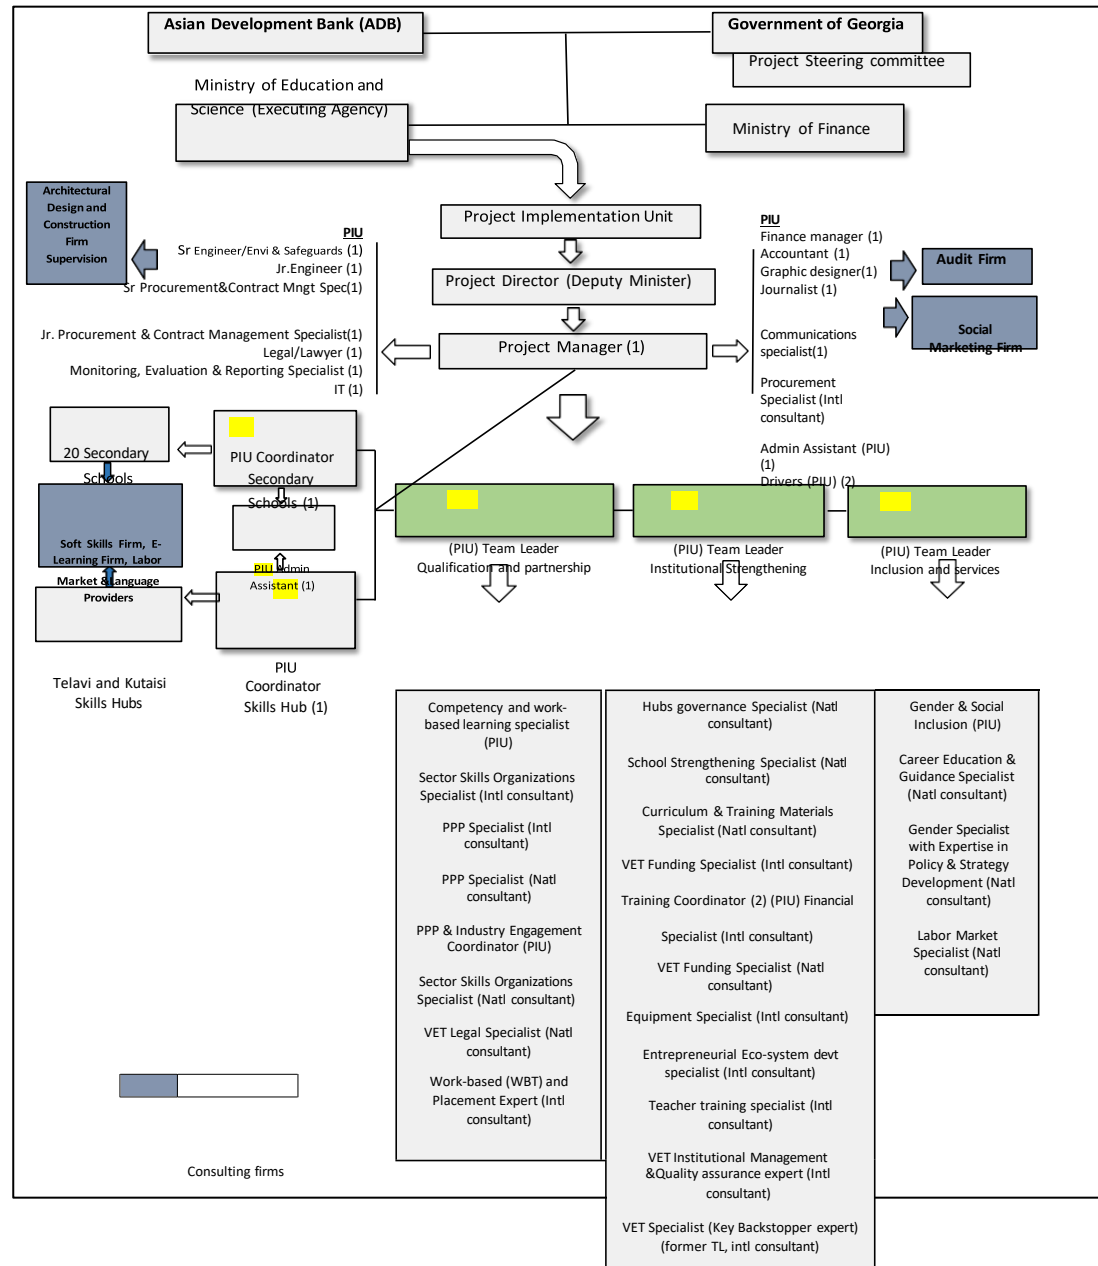 Asian Development Bank (ADB)
Government of Georgia
Project Steering committee
Ministry of Education and
Science (Executing Agency)
Ministry of Finance
Architectural
Design and
Construction
Firm
Supervision
Project Implementation Unit
Project Director (Deputy Minister)
Project Manager (1)
PIU
Sr Engineer/Envi & Safeguards (1)
Jr.Engineer (1)
Sr Procurement&Contract Mngt Spec(1)
Jr. Procurement & Contract Management Specialist(1)
Legal/Lawyer (1)
Monitoring, Evaluation & Reporting Specialist (1)
IT (1)
PIU
Finance manager (1)
Accountant (1)
Graphic designer(1)
Journalist (1)
Communications
specialist(1)
Procurement
Specialist (Intl
consultant)
Admin Assistant (PIU)
(1)
Drivers (PIU) (2)
Audit Firm
Social
Marketing Firm
20 Secondary
Schools
PIU Coordinator
Secondary
Schools (1)
Soft Skills Firm, E-
Learning Firm, Labor
Market &Language
Providers
PIU Admin
Assistant (1)
Telavi and Kutaisi
Skills Hubs
PIU
Coordinator
Skills Hub (1)
(PIU) Team Leader
Qualification and partnership
(PIU) Team Leader
Institutional Strengthening
(PIU) Team Leader
Inclusion and services
Competency and work-
based learning specialist
(PIU)
Sector Skills Organizations
Specialist (Intl consultant)
PPP Specialist (Intl
consultant)
PPP Specialist (Natl
consultant)
PPP & Industry Engagement
Coordinator (PIU)
Sector Skills Organizations
Specialist (Natl consultant)
VET Legal Specialist (Natl
consultant)
Work-based (WBT) and
Placement Expert (Intl
consultant)
Hubs governance Specialist (Natl
consultant)
School Strengthening Specialist (Natl
consultant)
Curriculum & Training Materials
Specialist (Natl consultant)
VET Funding Specialist (Intl consultant)
Training Coordinator (2) (PIU) Financial
Specialist (Intl consultant)
VET Funding Specialist (Natl
consultant)
Equipment Specialist (Intl consultant)
Entrepreneurial Eco-system devt
specialist (Intl consultant)
Teacher training specialist (Intl
consultant)
VET Institutional Management
&Quality assurance expert (Intl
consultant)
VET Specialist (Key Backstopper expert)
(former TL, intl consultant)
Gender & Social
Inclusion (PIU)
Career Education &
Guidance Specialist
(Natl consultant)
Gender Specialist
with Expertise in
Policy & Strategy
Development (Natl
consultant)
Labor Market
Specialist (Natl
consultant)
Consulting firms